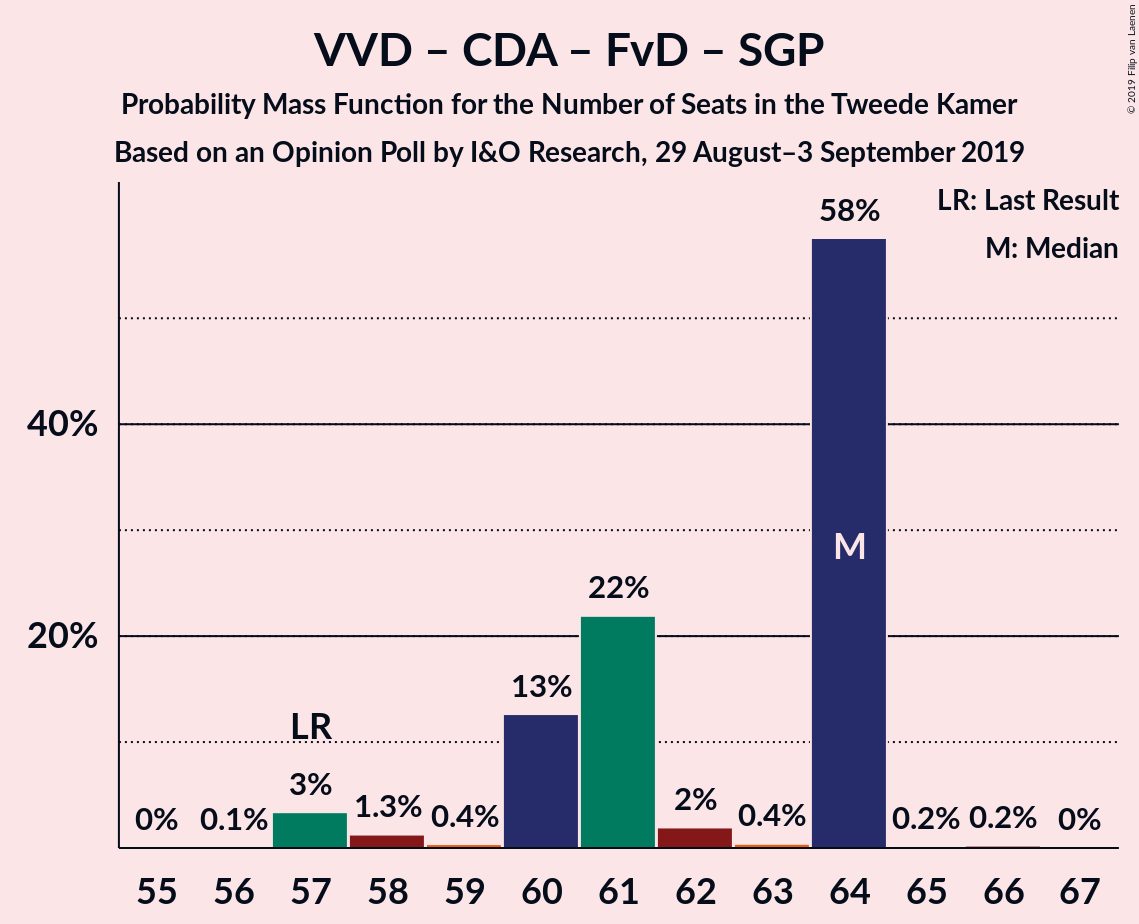 VVD – CDA – FvD – SGP
Probability Mass Function for the Number of Seats in the Tweede Kamer
Based on an Opinion Poll by I&O Research, 29 August–3 September 2019
© 2019 Filip van Laenen
LR: Last Result
M: Median
58%
40%
M
22%
20%
13%
LR
3%
1.3%
0.4%
2%
0.4%
0% 0.1% 0.2% 0.2% 0%
55 56 57 58 59 60 61 62 63 64 65 66 67